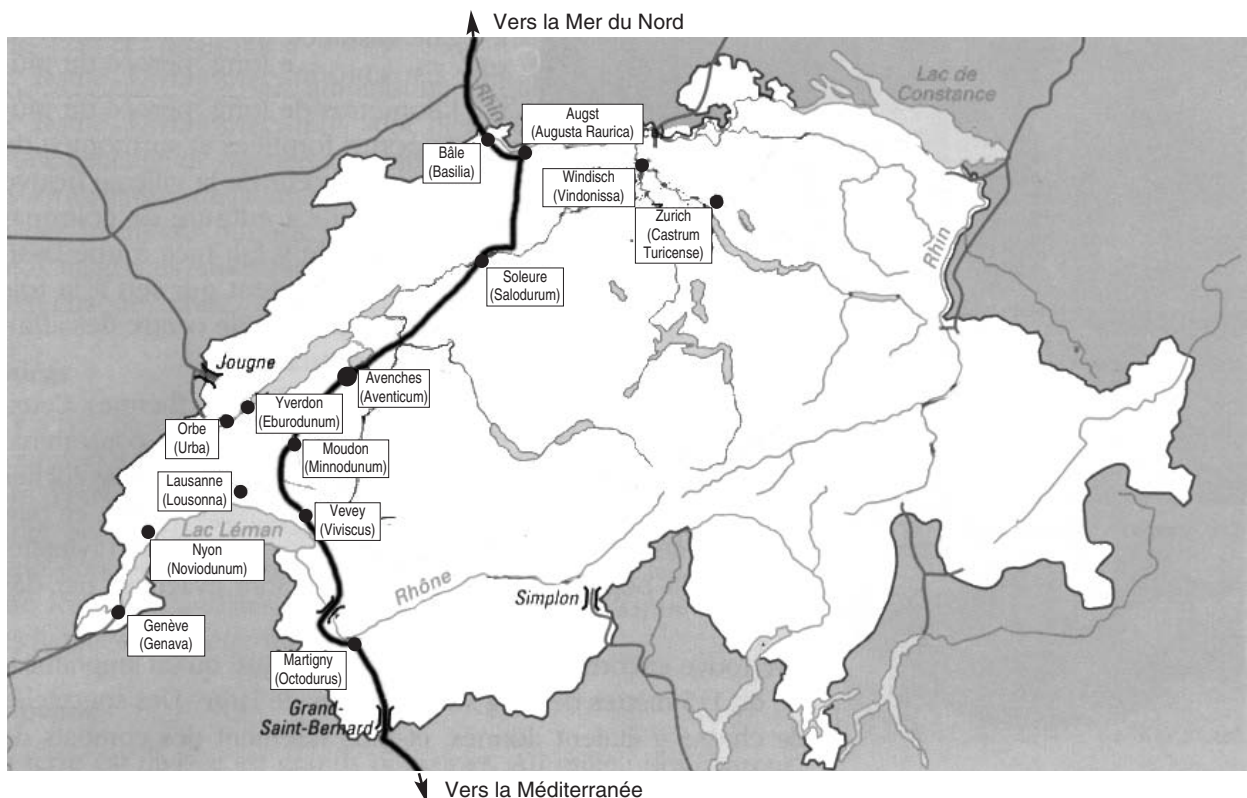 Vers la Mer du Nord
Rhin
Lac de
Constance
Augst
(Augusta Raurica)
Bâle
(Basilia)
Windisch
(Vindonissa)
Zurich
(Castrum
Turicense)
Rhin
Soleure
(Salodurum)
Jougne
Avenches
(Aventicum)
Yverdon
(Eburodunum)
Orbe
(Urba)
Moudon
(Minnodunum)
Lausanne
(Lousonna)
Vevey
(Viviscus)
Lac Léman
Nyon
(Noviodunum)
Rhône
Simplon
Genève
(Genava)
Martigny
(Octodurus)
Grand-
Saint-Bernard
Vers la Méditerranée